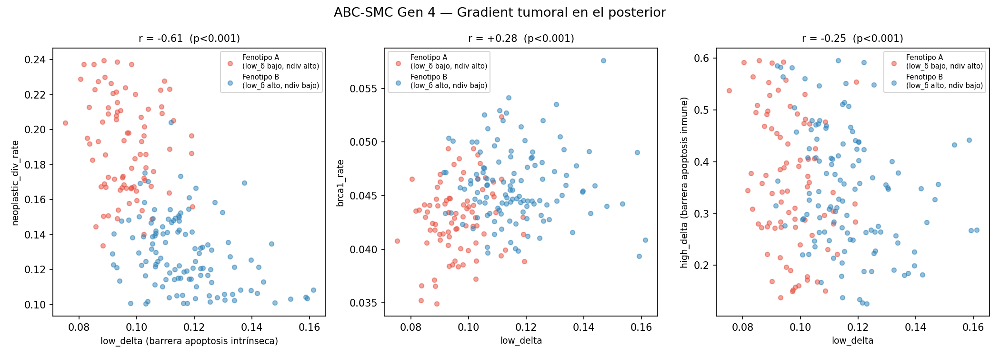 ABC-SMC Gen 4 — Gradient tumoral en el posterior
r = -0.61  (p<0.001)
Fenotipo A
(low_δ bajo, ndiv alto)
Fenotipo B
(low_δ alto, ndiv bajo)
neoplastic_div_rate
0.24
0.22
0.20
0.18
0.16
0.14
0.12
0.10
0.08
0.10
0.12
0.14
0.16
low_delta (barrera apoptosis intrínseca)
r = +0.28  (p<0.001)
Fenotipo A
(low_δ bajo, ndiv alto)
Fenotipo B
(low_δ alto, ndiv bajo)
brca1_rate
0.055
0.050
0.045
0.040
0.035
0.08
0.10
0.12
0.14
0.16
low_delta
r = -0.25  (p<0.001)
Fenotipo A
(low_δ bajo, ndiv alto)
Fenotipo B
(low_δ alto, ndiv bajo)
high_delta (barrera apoptosis inmune)
0.6
0.5
0.4
0.3
0.2
0.08
0.10
0.12
0.14
0.16
low_delta